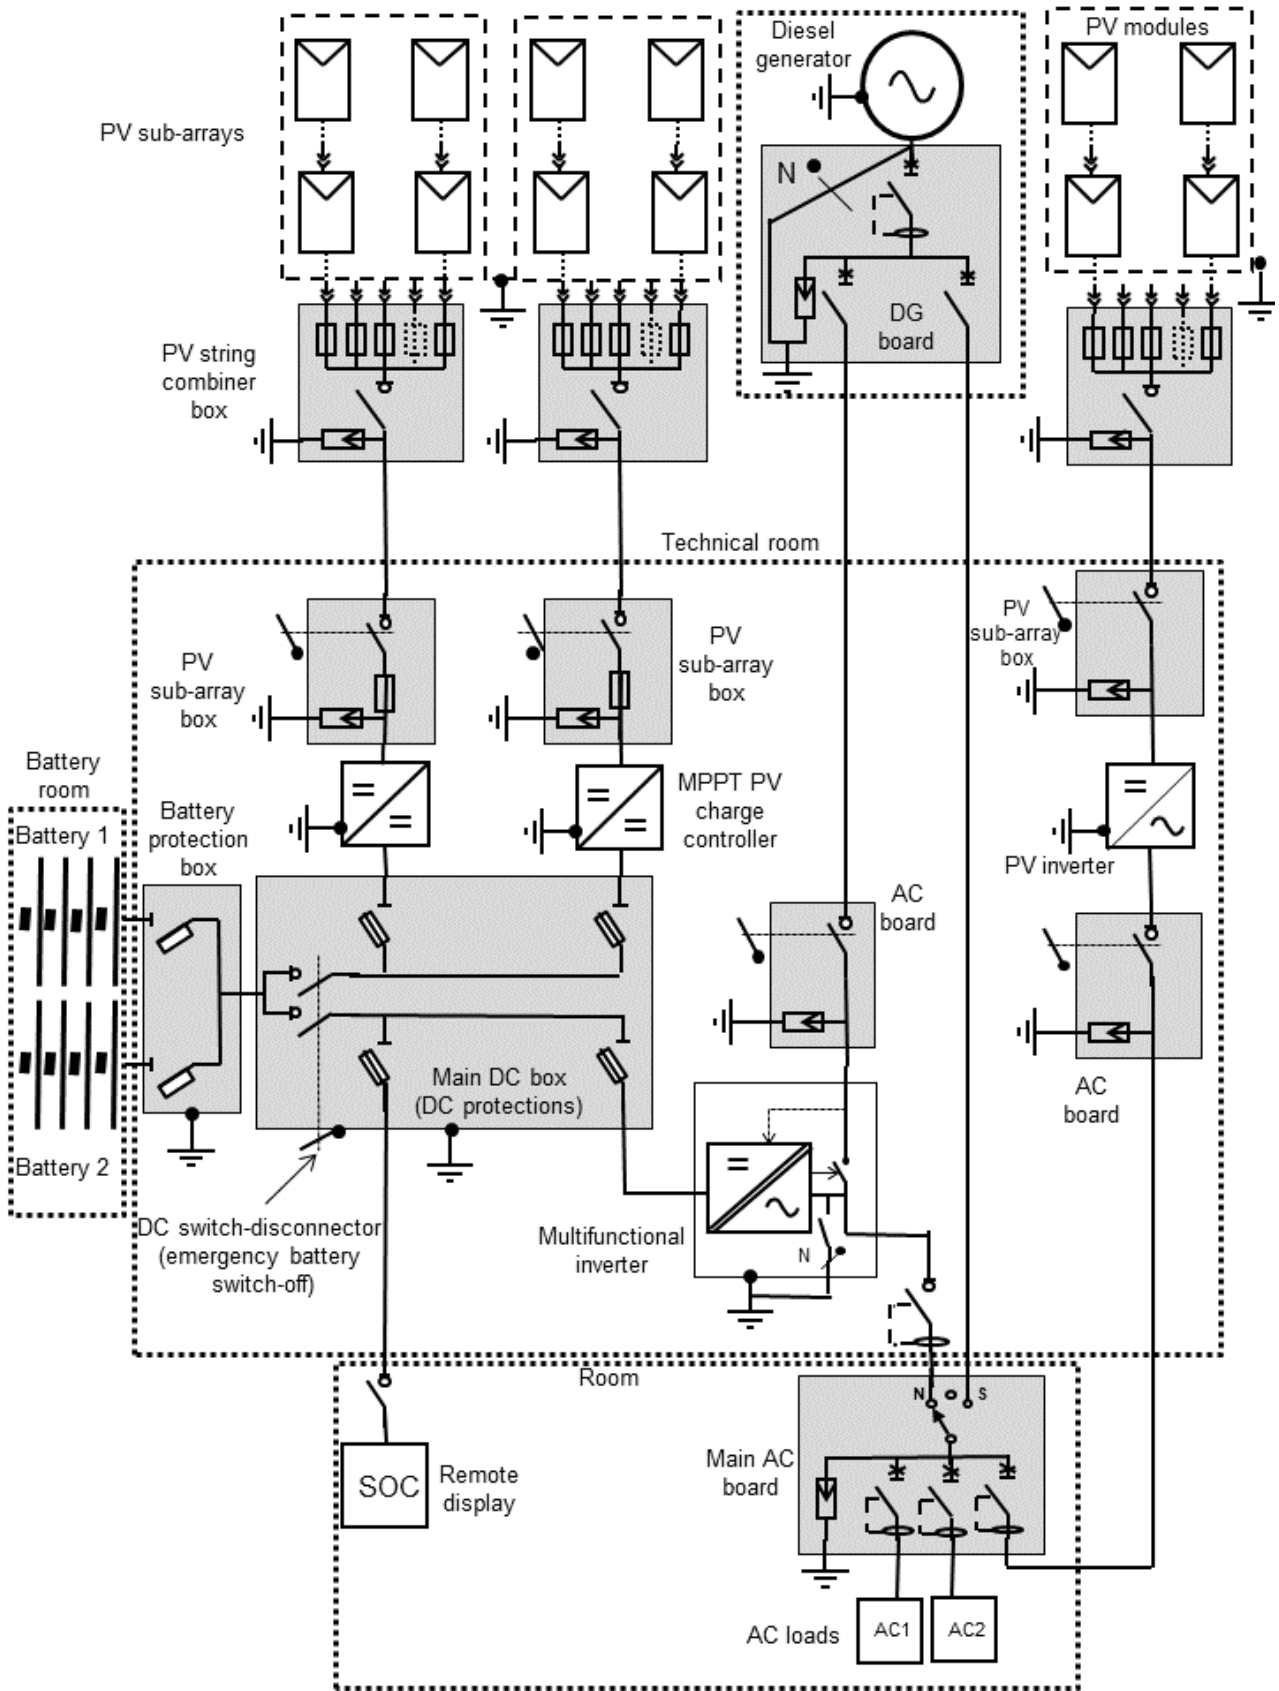 Diesel
generator
PV modules
PV sub-arrays
N
DG
board
PV string
combiner
box
Technical room
PV
sub-array
box
PV
sub-array
box
PV
sub-array
box
Battery
room
Battery 1
Battery
protection
box
MPPT PV
charge
controller
PV inverter
AC
board
Main DC box
(DC protections)
AC
board
Battery 2
DC switch-disconnector
(emergency battery
switch-off)
Multifunctional
inverter
N
Room
N
S
Main AC
board
SOC
Remote
display
AC loads
AC1
AC2